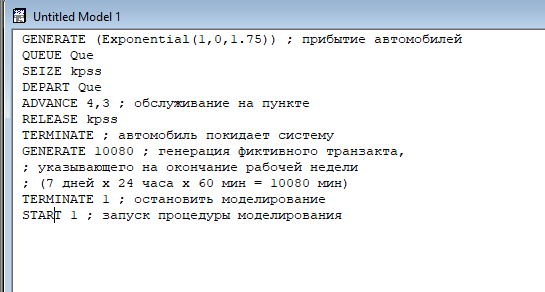 Untitled Model 1
GENERATE (Exponential(1,0,1.75)) ; прибытие автомобилей
QUEUE Que
SEIZE kpss
DEPART Que
ADVANCE 4,3 ; обслуживание на пункте
RELEASE kpss
TERMINATE ; автомобиль покидает систему
GENERATE 10080 ; генерация фиктивного транзакта,
; указывающего на окончание рабочей недели
; (7 дней x 24 часа x 60 мин = 10080 мин)
TERMINATE 1 ; остановить моделирование
START 1 ; запуск процедуры моделирования